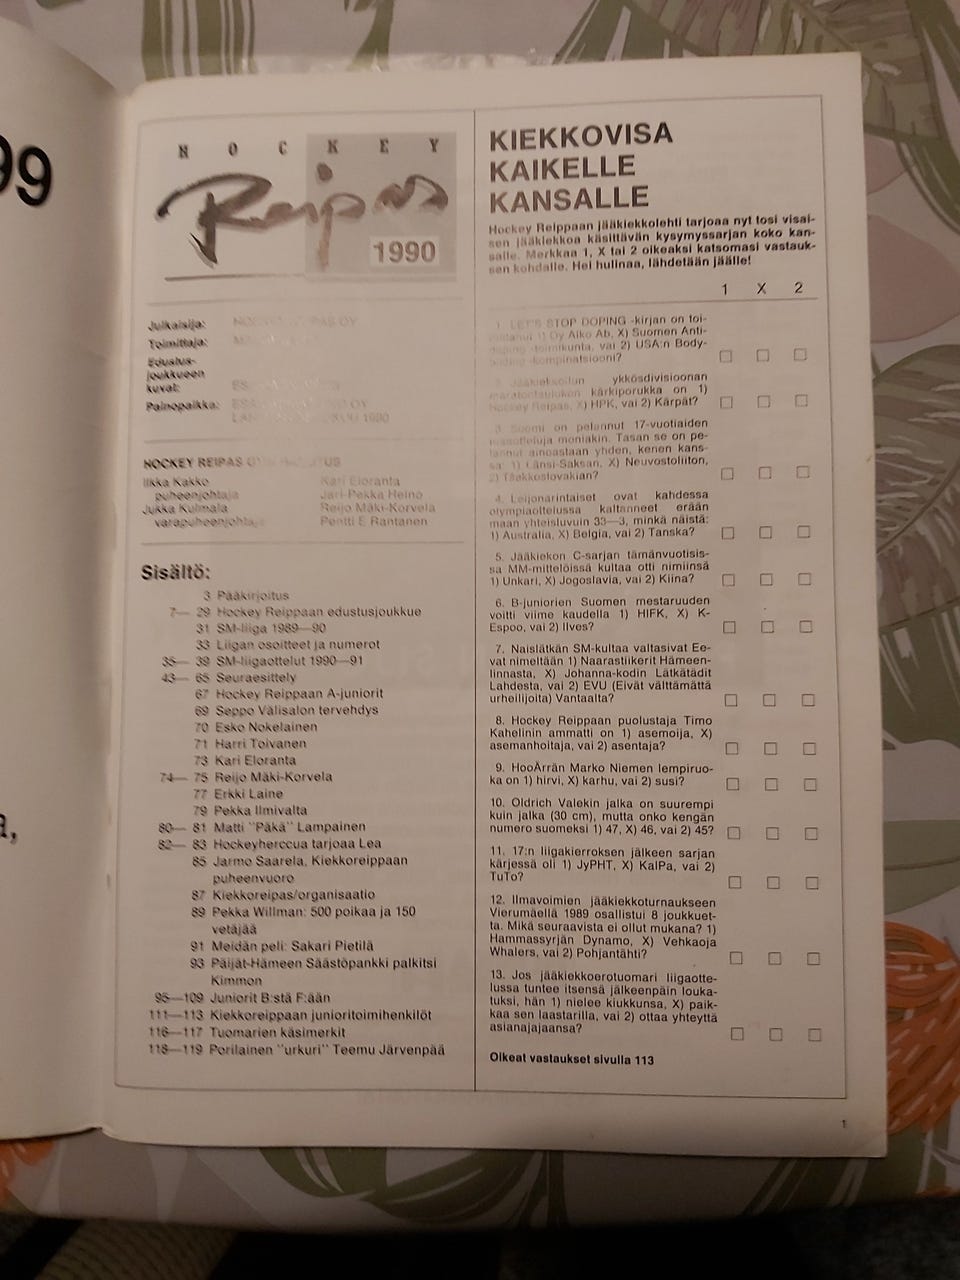 99
a,
HOCKEY
Reipas
1990
Julkaisija: HOCKEY REIPAS OY
Toimittaja:
Edustus-
joukkueen
kuvat:
Painopaikka:
1990
HOCKEY REIPAS
Ilkka Kakko
puheenjohtaja
Jukka Kulmala
varapuheenjohtaja
Kari Eloranta
Jari-Pekka Heino
Reijo Mäki-Korvela
Pentti E Rantanen
Sisältö:
3 Pääkirjoitus
7— 29 Hockey Reippaan edustusjoukkue
31 SM-liiga 1989—90
33 Liigan osoitteet ja numerot
35— 39 SM-liigaottelut 1990—91
43— 65 Seuraesittely
67 Hockey Reippaan A-juniorit
69 Seppo Välisalon tervehdys
70 Esko Nokelainen
71 Harri Toivanen
73 Kari Eloranta
74— 75 Reijo Mäki-Korvela
77 Erkki Laine
79 Pekka Ilmivalta
80— 81 Matti "Päkä" Lampainen
82— 83 Hockeyherccua tarjoaa Lea
85 Jarmo Saarela, Kiekkoreippaan
puheenvuoro
87 Kiekkoreipas/organisaatio
89 Pekka Willman: 500 poikaa ja 150
vetäjää
91 Meidän peli: Sakari Pietilä
93 Päijät-Hämeen Säästöpankki palkitsi
Kimmon
95—109 Juniorit B:stä F:ään
111—113 Kiekkoreippaan junioritoimihenkilöt
116—117 Tuomarien käsimerkit
118—119 Porilainen "urkuri" Teemu Järvenpää
KIEKKOVISA
KAIKELLE
KANSALLE
Hockey Reippaan jääkiekkolehti tarjoaa nyt tosi visai-
sen jääkiekkoa käsittävän kysymyssarjan koko kan-
salle. Merkkaa 1, X tai 2 oikeaksi katsomasi vastauk-
sen kohdalle. Hei hulinaa, lähdetään jäälle!
1 X 2
1. LET'S STOP DOPING -kirjan on toi-
mittanut 1) Oy Alko Ab, X) Suomen Anti-
doping -toimikunta, vai 2) USA:n Body-
building -kompinatsiooni?
2. Jääkiekkoilun ykkösdivisioonan
maratontaulukon kärkiporukka on 1)
Hockey Reipas, X) HPK, vai 2) Kärpät?
3. Suomi on pelannut 17-vuotiaiden
maaotteluja moniakin. Tasan se on pe-
lannut ainoastaan yhden, kenen kans-
sa: 1) Länsi-Saksan, X) Neuvostoliiton,
2) Tšekkoslovakian?
4. Leijonarintaiset ovat kahdessa
olympiaottelussa kaltanneet erään
maan yhteisluvuin 33—3, minkä näistä:
1) Australia, X) Belgia, vai 2) Tanska?
5. Jääkiekon C-sarjan tämänvuotisis-
sa MM-mittelöissä kultaa otti nimiinsä
1) Unkari, X) Jogoslavia, vai 2) Kiina?
6. B-juniorien Suomen mestaruuden
voitti viime kaudella 1) HIFK, X) K-
Espoo, vai 2) Ilves?
7. Naislätkän SM-kultaa valtasivat Ee-
vat nimeltään 1) Naarastiikerit Hämeen-
linnasta, X) Johanna-kodin Lätkätädit
Lahdesta, vai 2) EVU (Eivät välttämättä
urheilijoita) Vantaalta?
8. Hockey Reippaan puolustaja Timo
Kahelinin ammatti on 1) asemoija, X)
asemanhoitaja, vai 2) asentaja?
9. HooÄrrän Marko Niemen lempiruo-
ka on 1) hirvi, X) karhu, vai 2) susi?
10. Oldrich Valekin jalka on suurempi
kuin jalka (30 cm), mutta onko kengän
numero suomeksi 1) 47, X) 46, vai 2) 45?
11. 17:n liigakierroksen jälkeen sarjan
kärjessä oli 1) JyPHT, X) KalPa, vai 2)
TuTo?
12. Ilmavoimien jääkiekkoturnaukseen
Vierumäellä 1989 osallistui 8 joukkuet-
ta. Mikä seuraavista ei ollut mukana? 1)
Hammassyrjän Dynamo, X) Vehkaoja
Whalers, vai 2) Pohjantähti?
13. Jos jääkiekkoerotuomari liigaotte-
lussa tuntee itsensä jälkeenpäin louka-
tuksi, hän 1) nielee kiukkunsa, X) paik-
kaa sen laastarilla, vai 2) ottaa yhteyttä
asianajajaansa?
Oikeat vastaukset sivulla 113
1